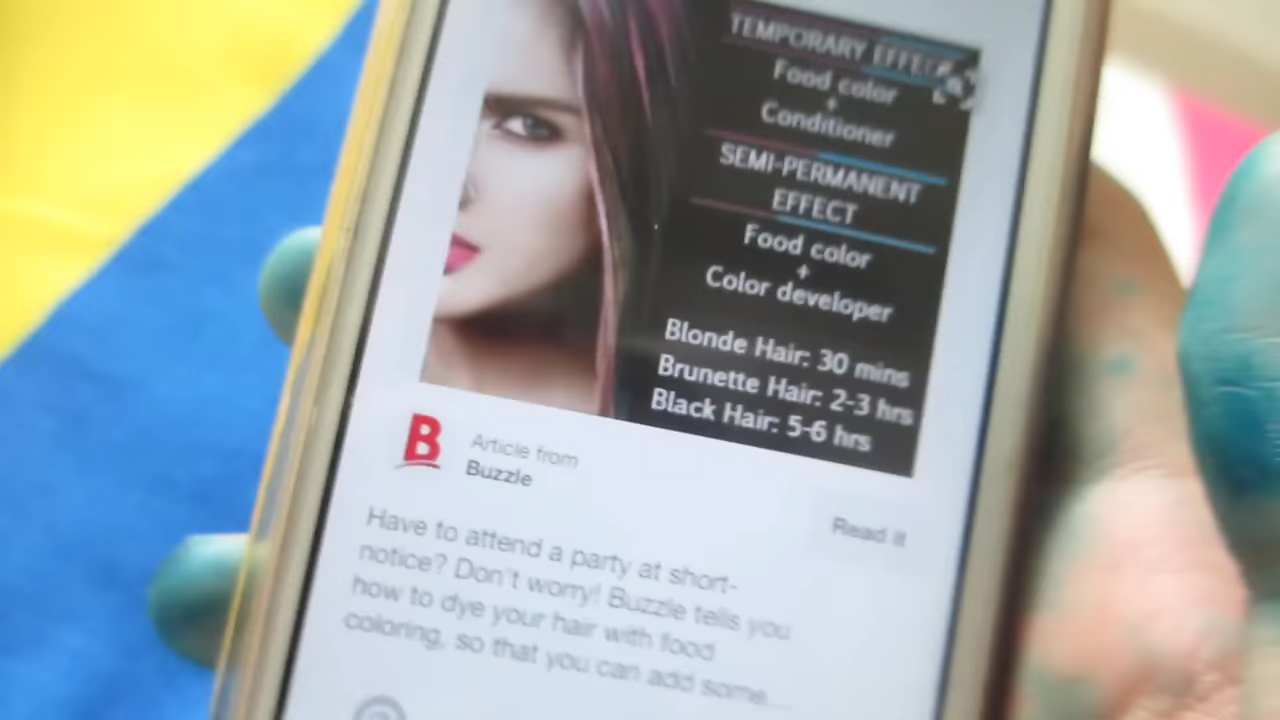 TEMPORARY EFFECT
Food color
+
Conditioner
SEMI-PERMANENT
EFFECT
Food color
+
Color developer
Blonde Hair: 30 mins
Brunette Hair: 2-3 hrs
Black Hair: 5-6 hrs
B
Article from
Buzzle
Read it
Have to attend a party at short-
notice? Don't worry! Buzzle tells you
how to dye your hair with food
coloring, so that you can add some...